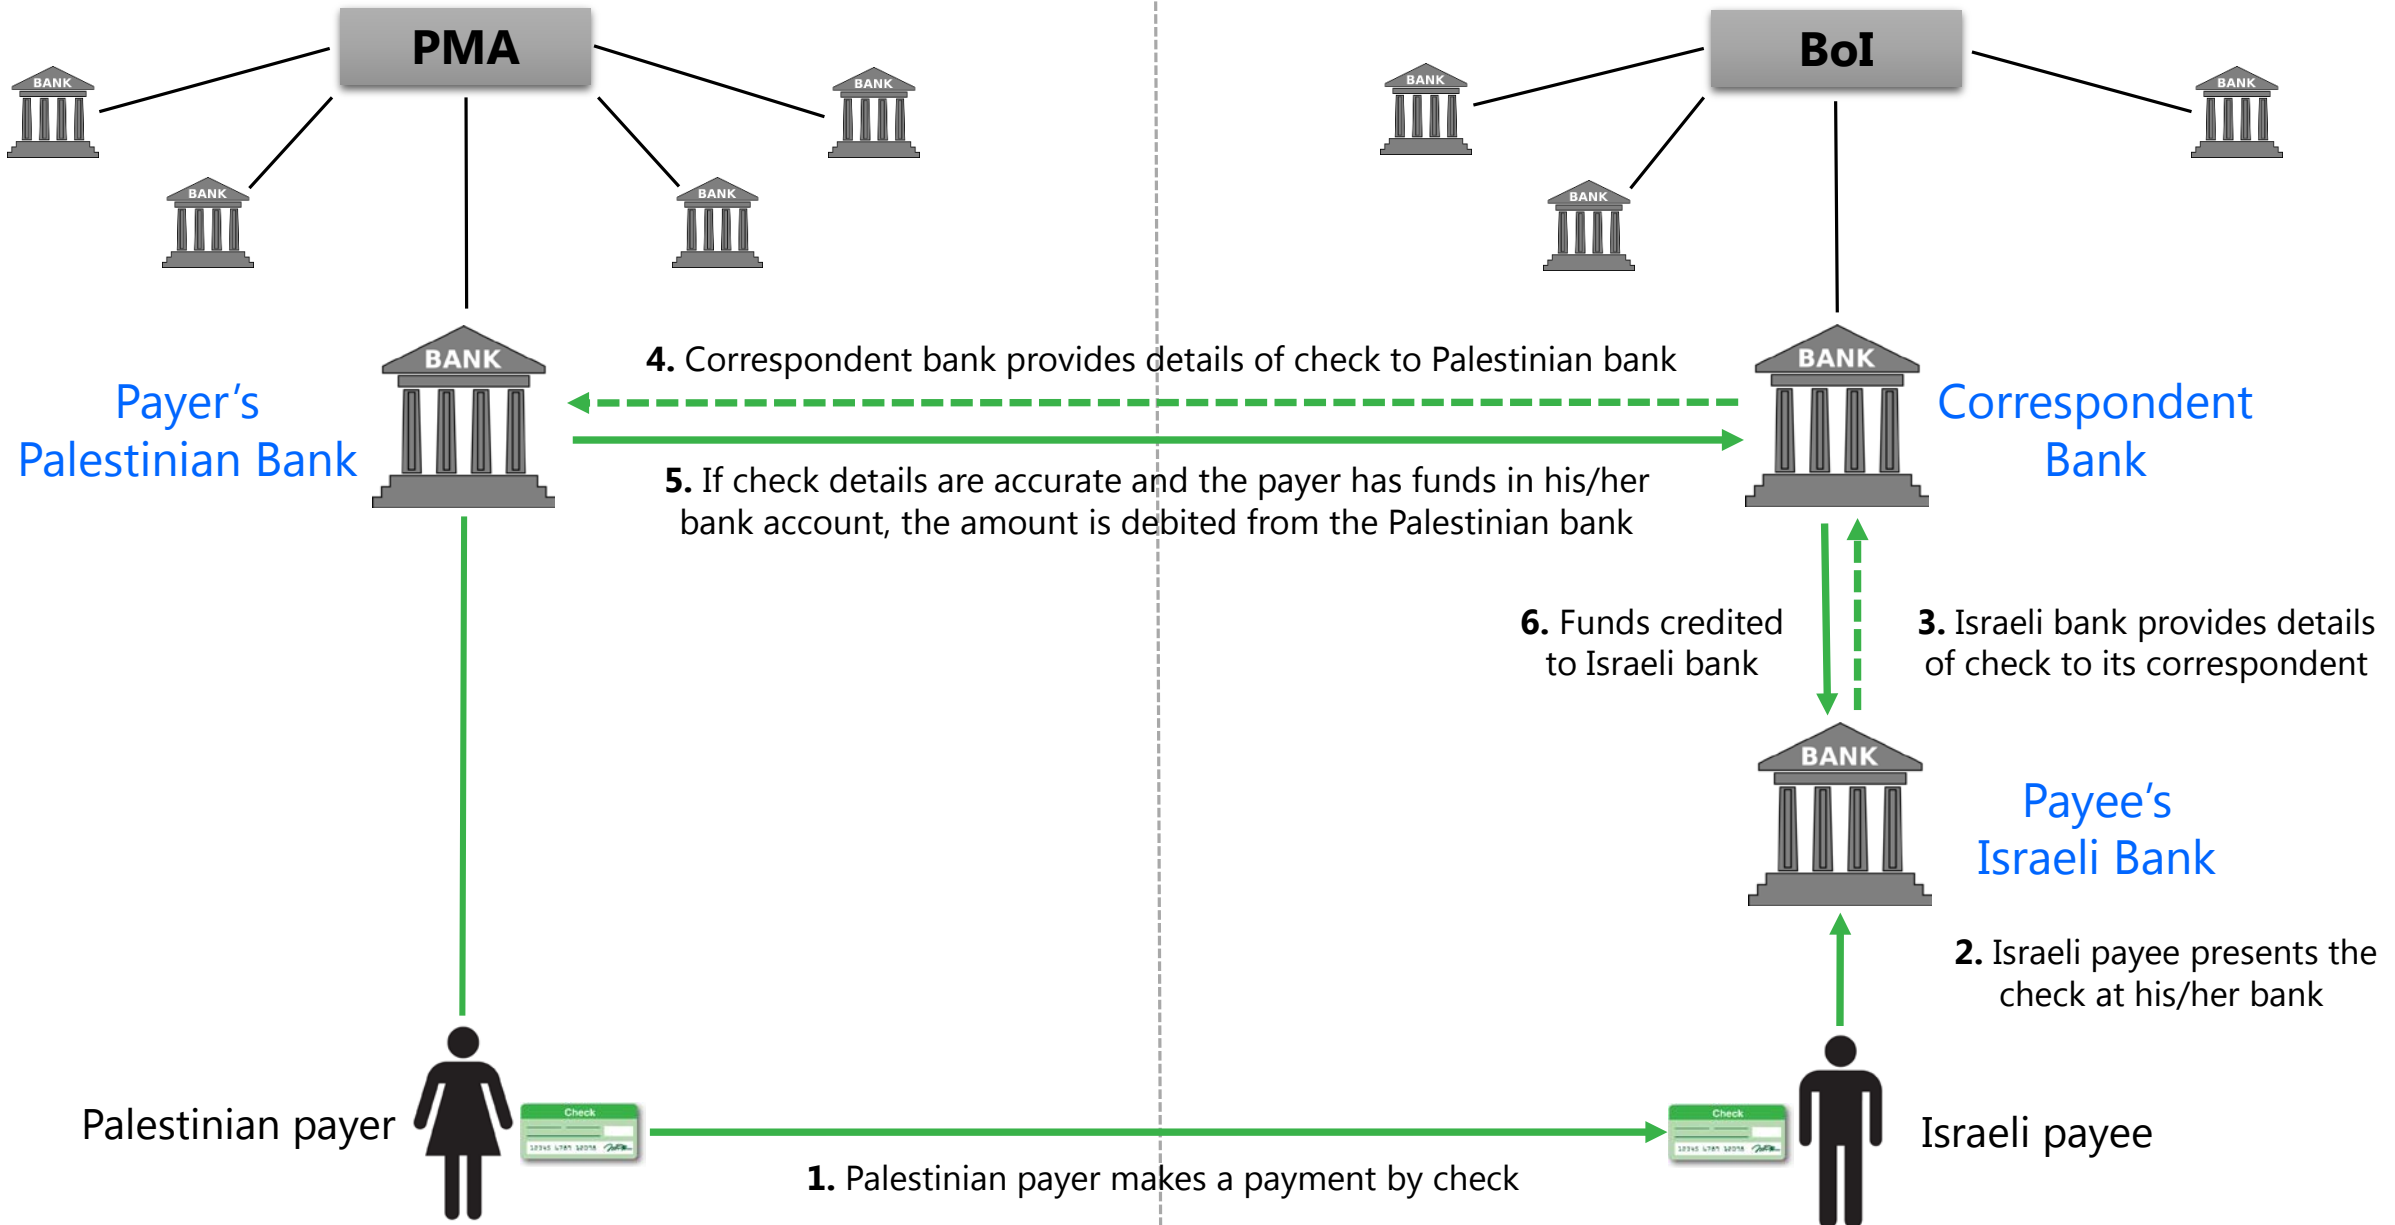 PMA
BoI
BANK
BANK
BANK
BANK
BANK
BANK
BANK
BANK
BANK
4. Correspondent bank provides details of check to Palestinian bank
BANK
Payer's
Palestinian Bank
Correspondent
Bank
5. If check details are accurate and the payer has funds in his/her
bank account, the amount is debited from the Palestinian bank
6. Funds credited
to Israeli bank
3. Israeli bank provides details
of check to its correspondent
BANK
Payee's
Israeli Bank
2. Israeli payee presents the
check at his/her bank
Palestinian payer
Check
Check
Israeli payee
1. Palestinian payer makes a payment by check